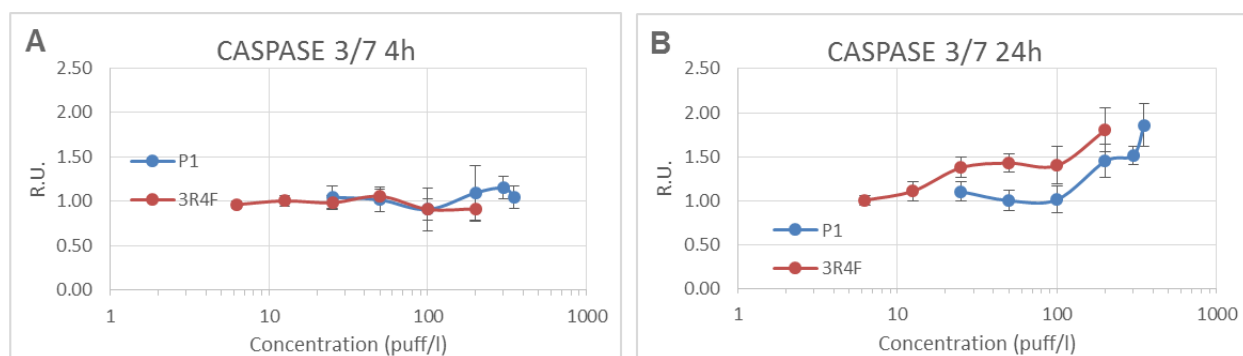 A
CASPASE 3/7 4h
2.50
2.00
1.50
1.00
0.50
0.00
R.U.
P1
3R4F
1 10 100 1000
Concentration (puff/l)
B
CASPASE 3/7 24h
2.50
2.00
1.50
1.00
0.50
0.00
R.U.
P1
3R4F
1 10 100 1000
Concentration (puff/l)